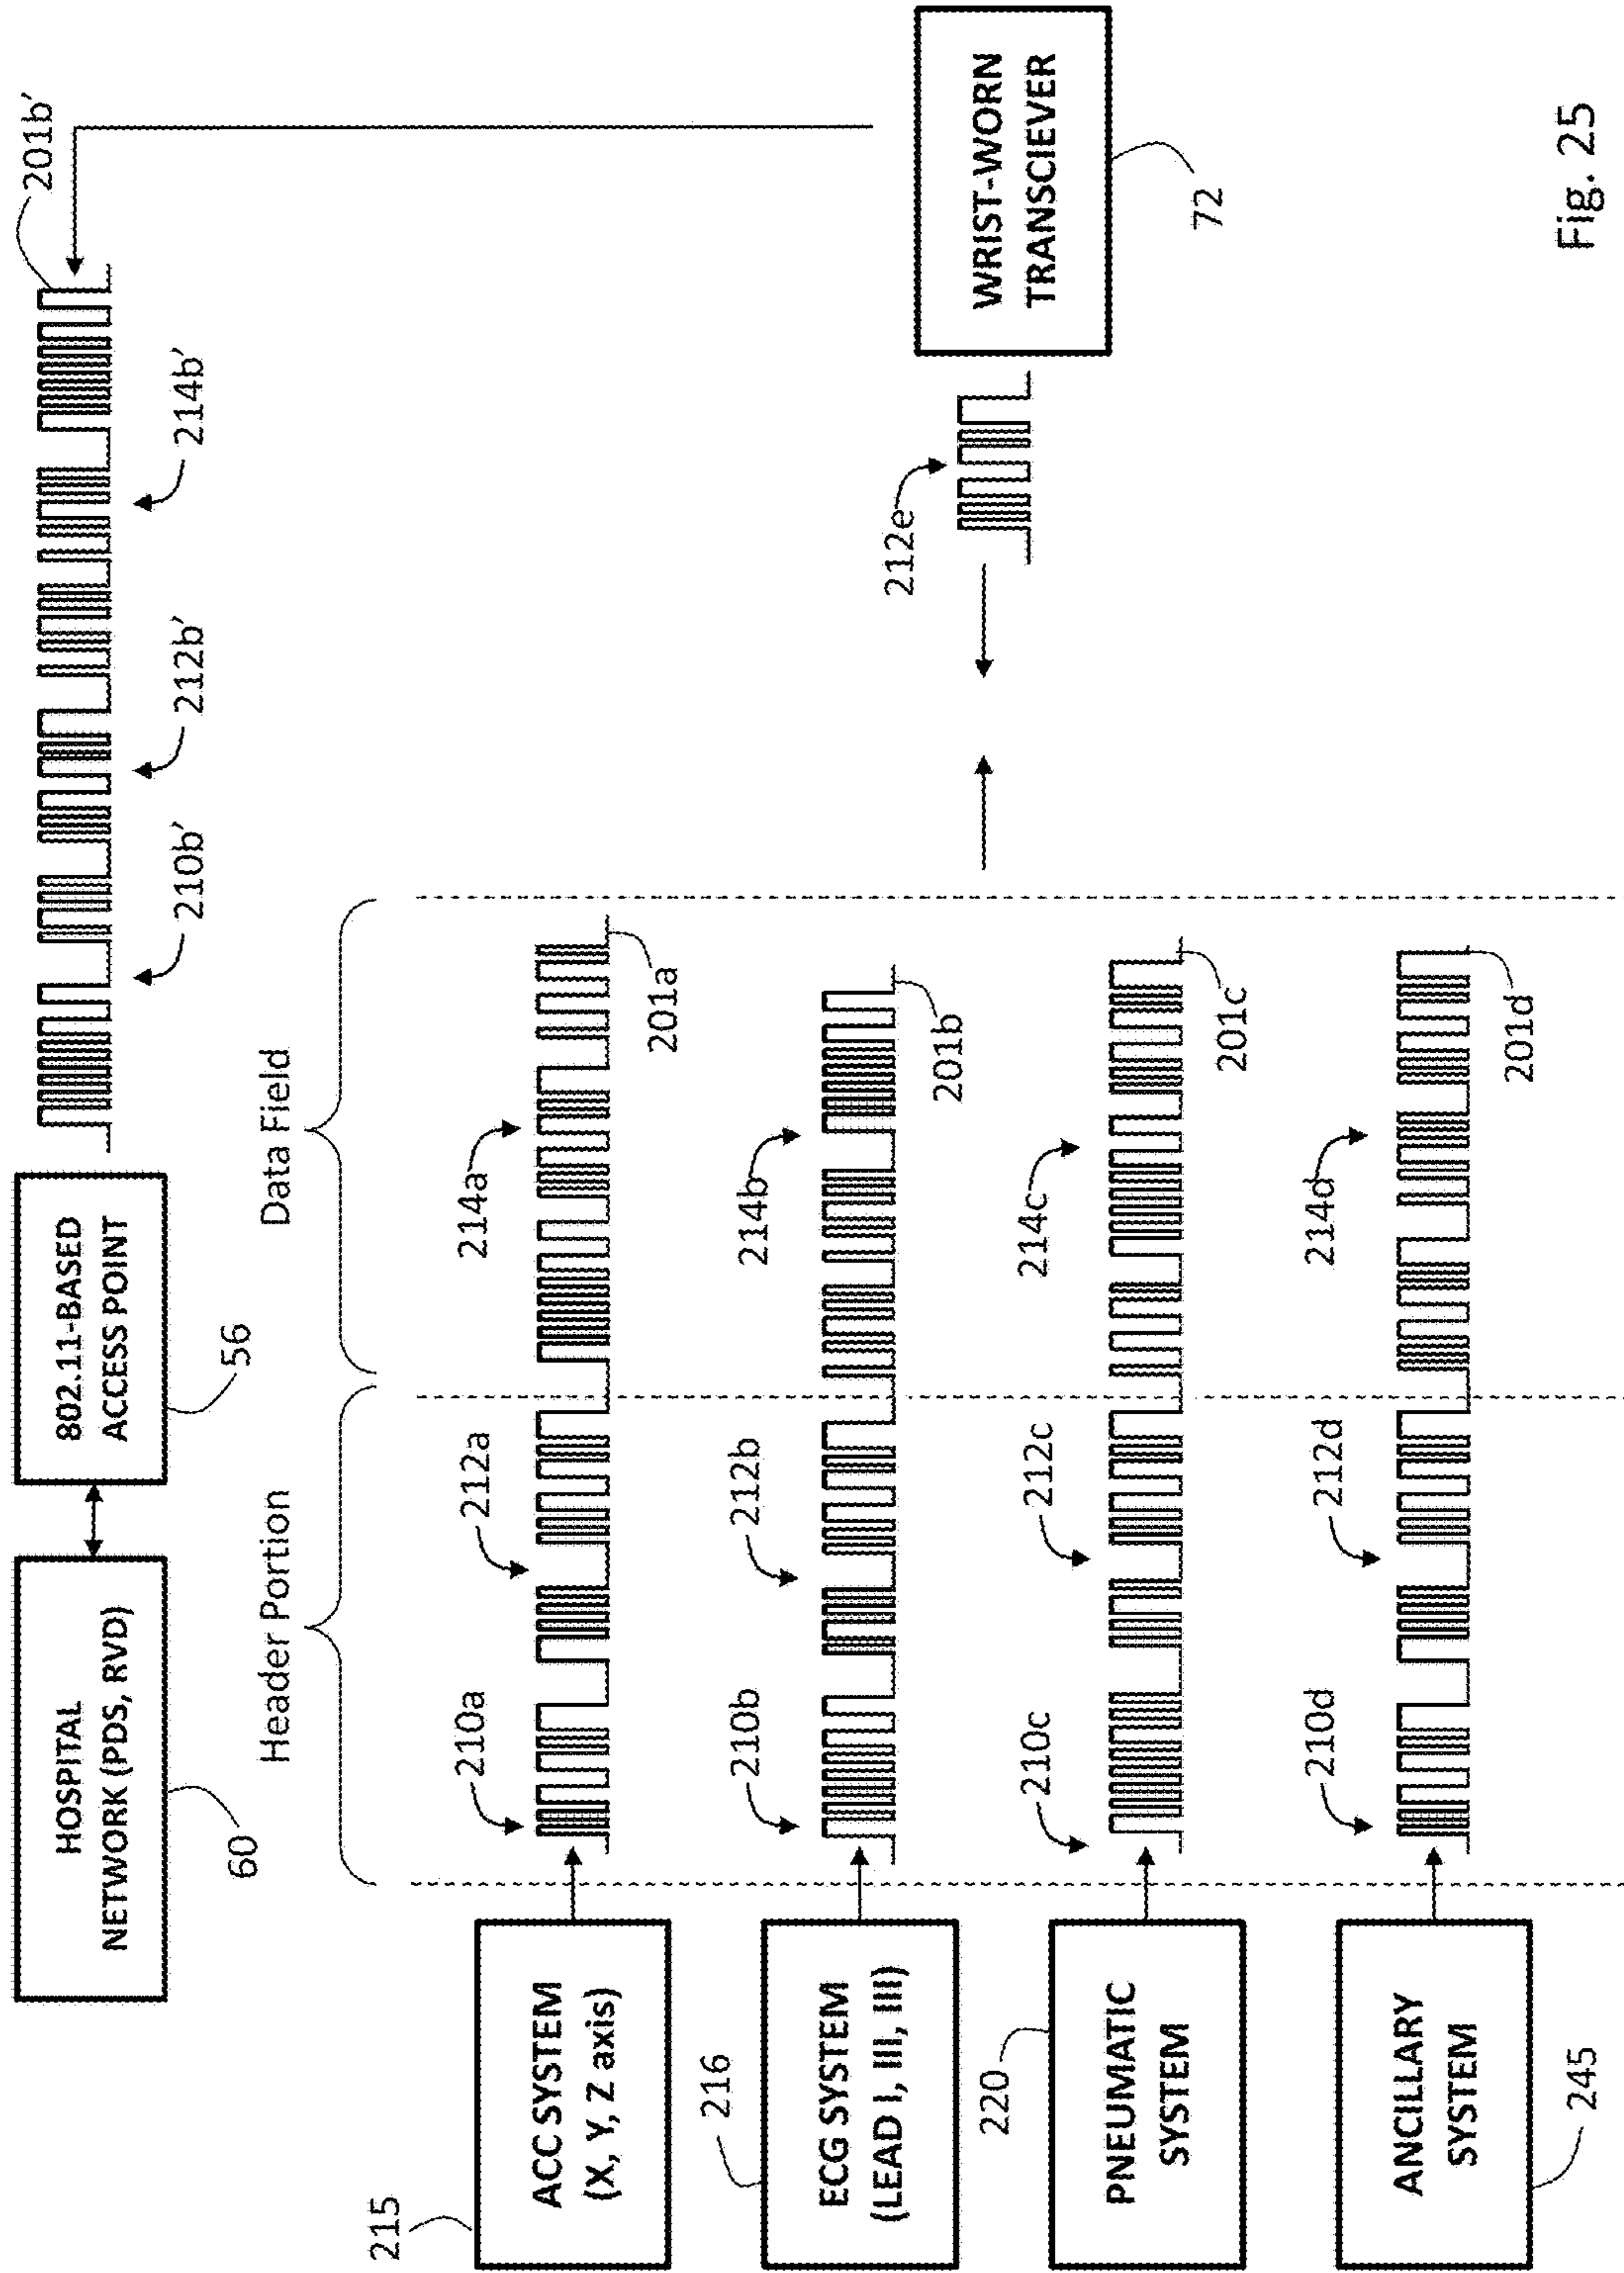 HOSPITAL
NETWORK (PDS, RVD)
60
802.11-BASED
ACCESS POINT
56
210b'
212b'
214b'
201b'
Header Portion
Data Field
215
ACC SYSTEM
(X, Y, Z axis)
210a
212a
214a
201a
216
ECG SYSTEM
(LEAD I, III, III)
210b
212b
214b
201b
212e
WRIST-WORN
TRANSCIEVER
72
220
PNEUMATIC
SYSTEM
210c
212c
214c
201c
ANCILLARY
SYSTEM
245
210d
212d
214d
201d
Fig. 25